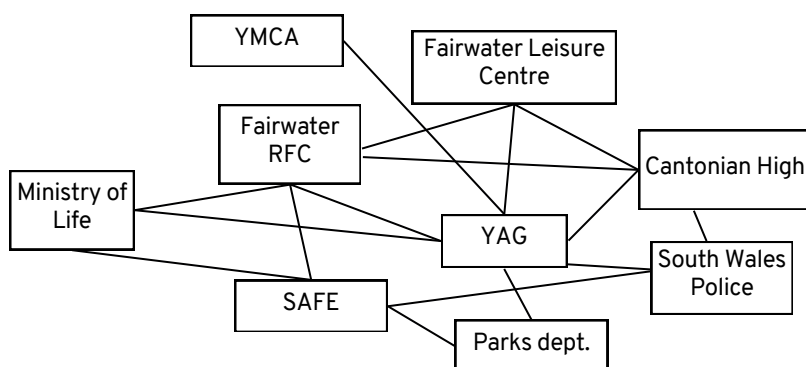 YMCA
Fairwater Leisure
Centre
Fairwater
RFC
Cantonian High
Ministry of
Life
YAG
South Wales
Police
SAFE
Parks dept.